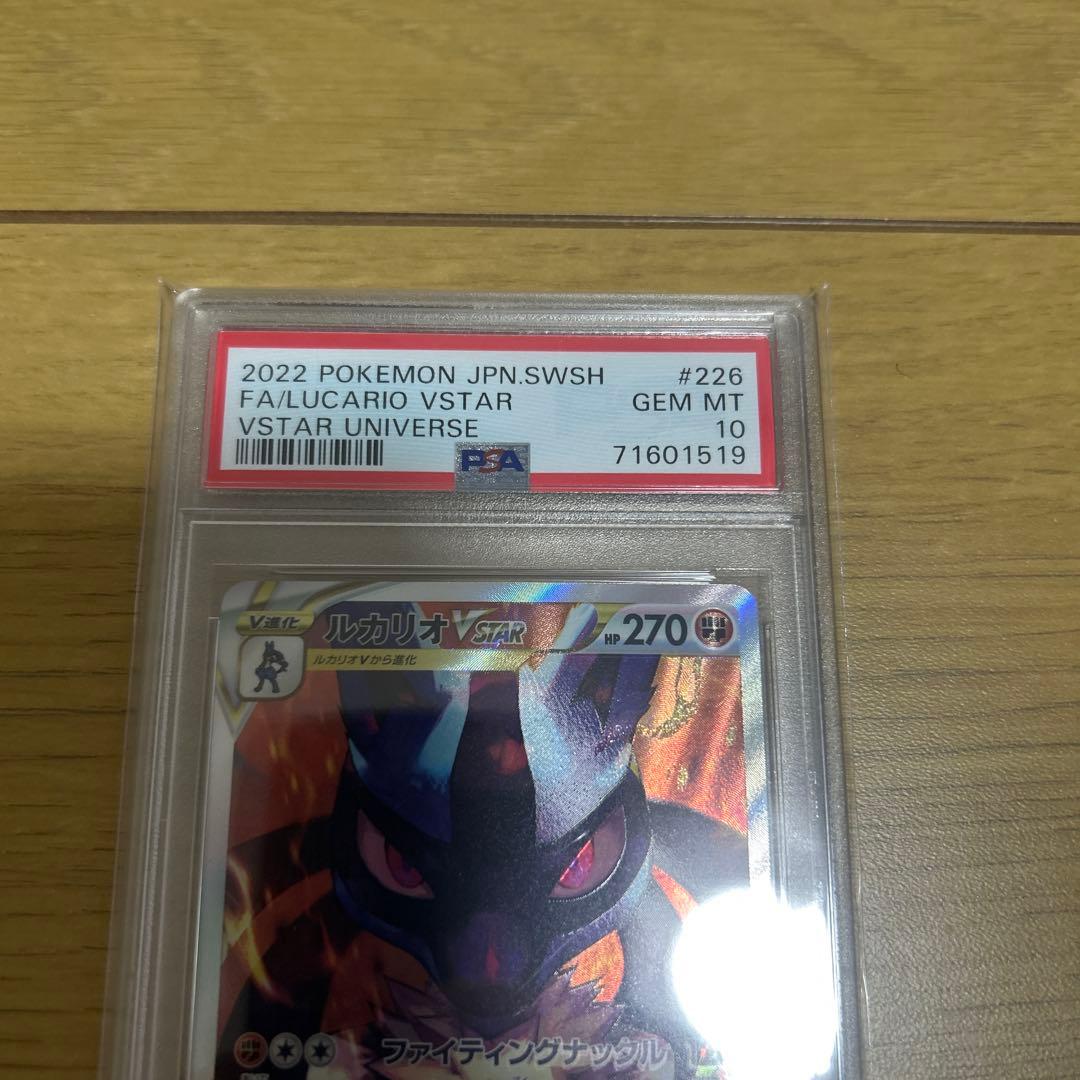 2022 POKEMON JPN.SWSH #226
FA/LUCARIO VSTAR GEM MT
VSTAR UNIVERSE 10
PSA 71601519
V進化 ルカリオVSTAR HP 270
ルカリオVから進化
ファイティングナックル